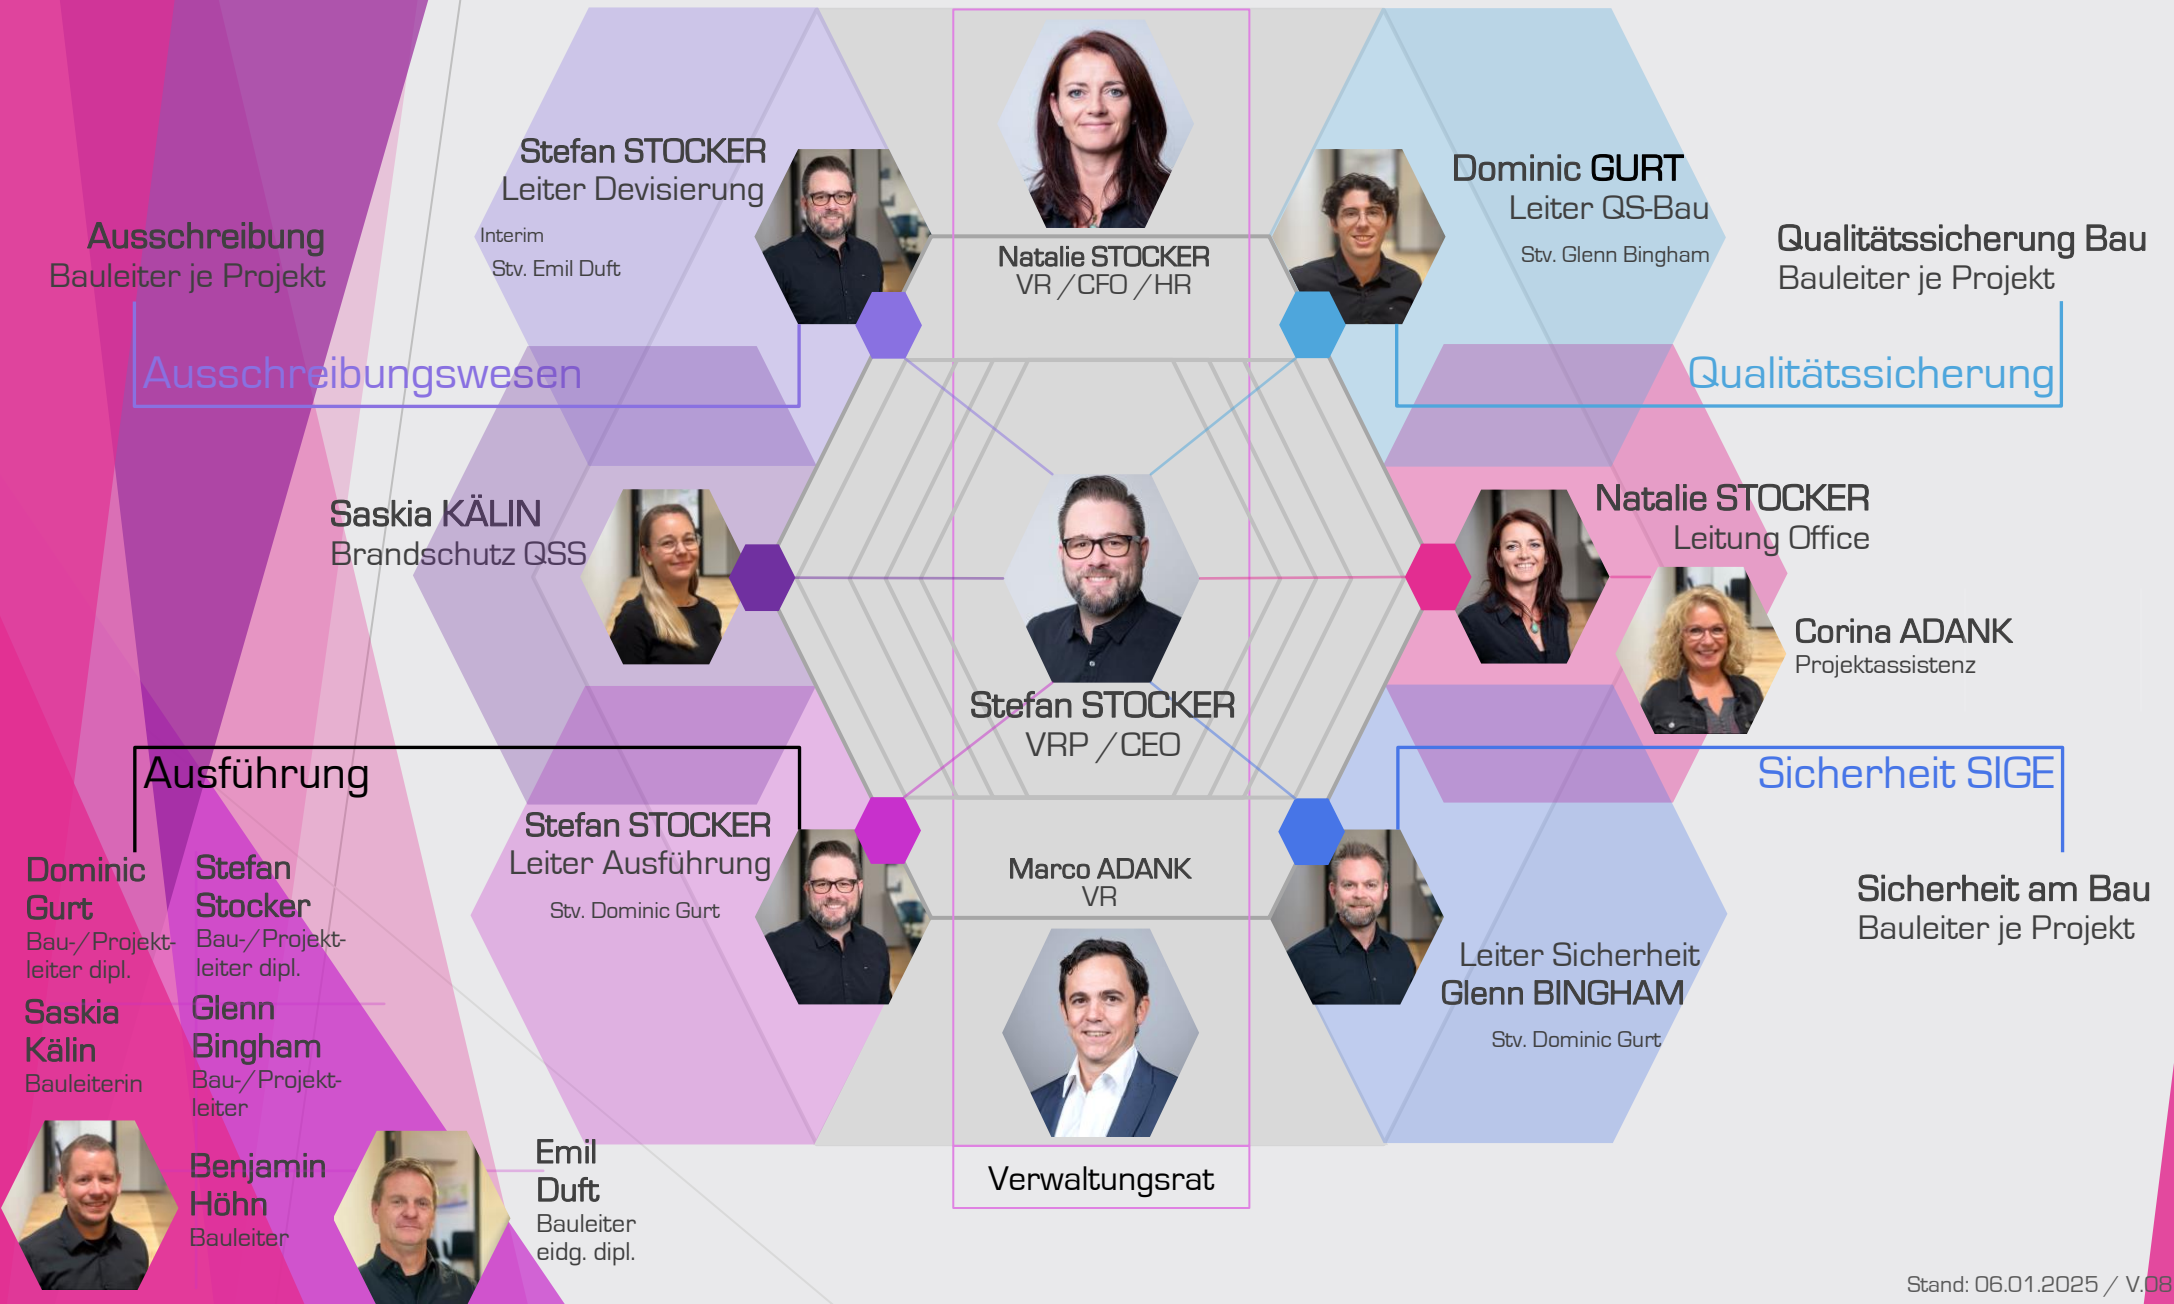 Stefan STOCKER
Leiter Devisierung
Interim
Stv. Emil Duft
Ausschreibung
Bauleiter je Projekt
Ausschreibungswesen
Natalie STOCKER
VR / CFO / HR
Dominic GURT
Leiter QS-Bau
Stv. Glenn Bingham
Qualitätssicherung Bau
Bauleiter je Projekt
Qualitätssicherung
Saskia KÄLIN
Brandschutz QSS
Stefan STOCKER
VRP / CEO
Natalie STOCKER
Leitung Office
Corina ADANK
Projektassistenz
Ausführung
Stefan STOCKER
Leiter Ausführung
Stv. Dominic Gurt
Marco ADANK
VR
Sicherheit SIGE
Leiter Sicherheit
Glenn BINGHAM
Stv. Dominic Gurt
Sicherheit am Bau
Bauleiter je Projekt
Dominic
Gurt
Bau-/Projekt-
leiter dipl.
Stefan
Stocker
Bau-/Projekt-
leiter dipl.
Saskia
Kälin
Bauleiterin
Glenn
Bingham
Bau-/Projekt-
leiter
Benjamin
Höhn
Bauleiter
Emil
Duft
Bauleiter
eidg. dipl.
Verwaltungsrat
Stand: 06.01.2025 / V.08